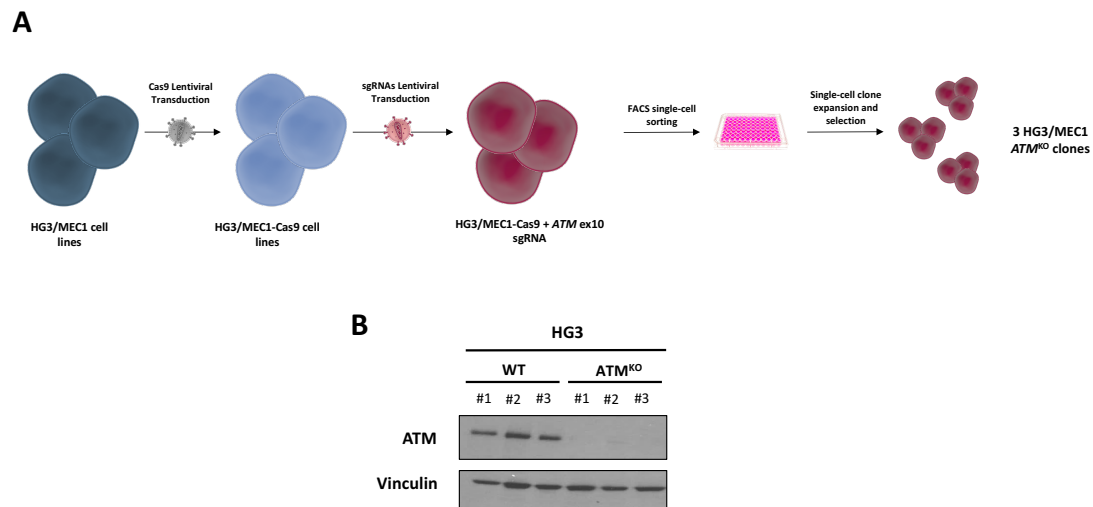 A
Cas9 Lentiviral
Transduction
sgRNAs Lentiviral
Transduction
FACS single-cell
sorting
Single-cell clone
expansion and
selection
3 HG3/MEC1
ATMKO clones
HG3/MEC1 cell
lines
HG3/MEC1-Cas9 cell
lines
HG3/MEC1-Cas9 + ATM ex10
sgRNA
B
HG3
WT ATMKO
#1 #2 #3 #1 #2 #3
ATM
Vinculin